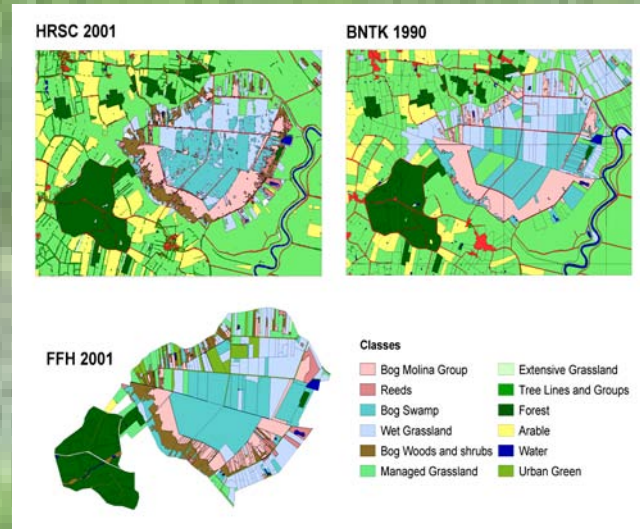 HRSC 2001
BNTK 1990
FFH 2001
Classes
Bog Molina Group
Reeds
Bog Swamp
Wet Grassland
Bog Woods and shrubs
Managed Grassland
Extensive Grassland
Tree Lines and Groups
Forest
Arable
Water
Urban Green